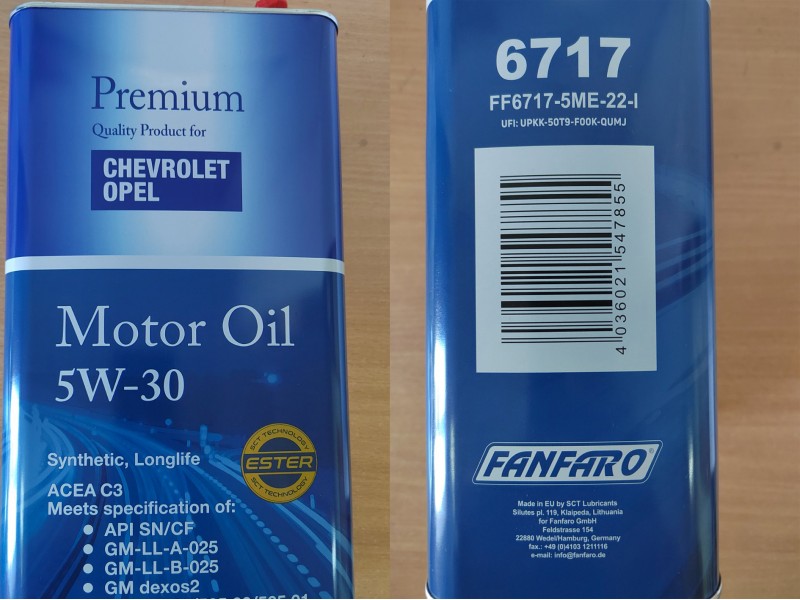 Premium
Quality Product for
CHEVROLET
OPEL
Motor Oil
5W-30
Synthetic, Longlife
SCT TECHNOLOGY
ESTER
SCT TECHNOLOGY
ACEA C3
Meets specification of:
• API SN/CF
• GM-LL-A-025
• GM-LL-B-025
• GM dexos2
6717
FF6717-5ME-22-I
UFI: UPKK-50T9-F00K-QUMJ
4 036021 547855
FANFARO®
Made in EU by SCT Lubricants
Silutes pl. 119, Klaipeda, Lithuania
for Fanfaro GmbH
Feldstrasse 154
22880 Wedel/Hamburg, Germany
fax.: +49 (0)4103 1211116
e-mail: info@fanfaro.de